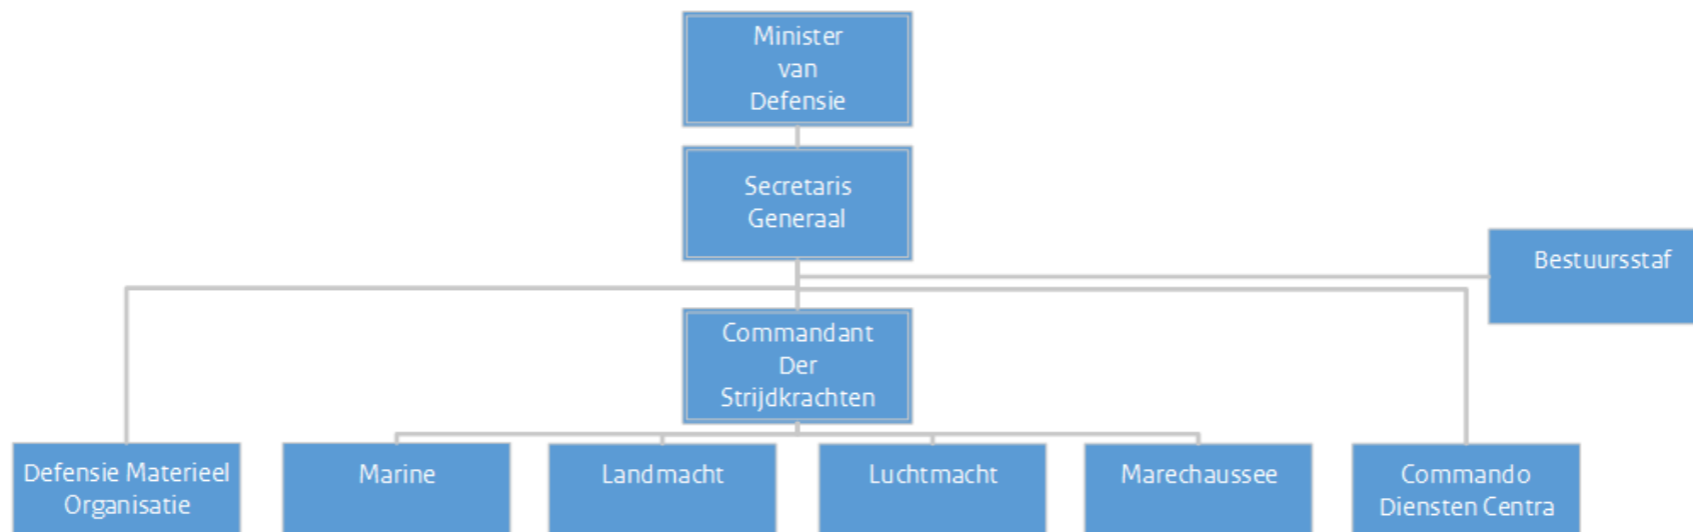 Minister
van
Defensie
Secretaris
Generaal
Bestuursstaf
Commandant
Der
Strijdkrachten
Defensie Materieel
Organisatie
Marine
Landmacht
Luchtmacht
Marechaussee
Commando
Diensten Centra